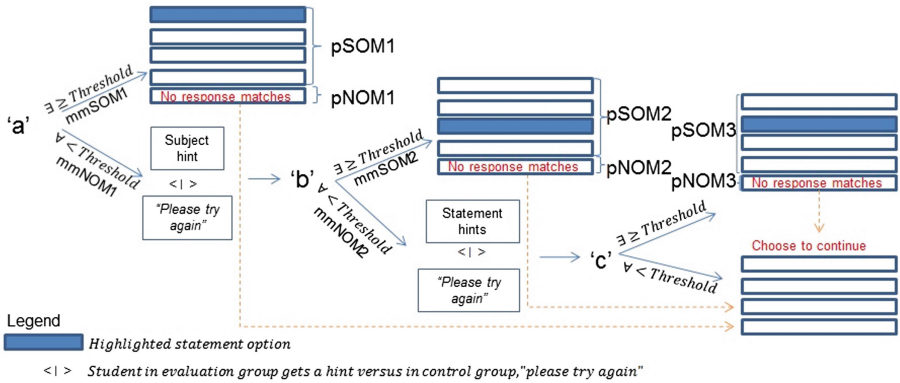 pSOM1
No response matches
pNOM1
‘a’
∃ ≥ Threshold
mmSOM1
∀ < Threshold
mmNOM1
Subject
hint
< | >
“Please try
again”
‘b’
∃ ≥ Threshold
mmSOM2
∀ < Threshold
mmNOM2
pSOM2
No response matches
pNOM2
Statement
hints
< | >
“Please try
again”
‘c’
∃ ≥ Threshold
∀ < Threshold
pSOM3
pNOM3
No response matches
Choose to continue
Legend
Highlighted statement option
< | > Student in evaluation group gets a hint versus in control group,"please try again"